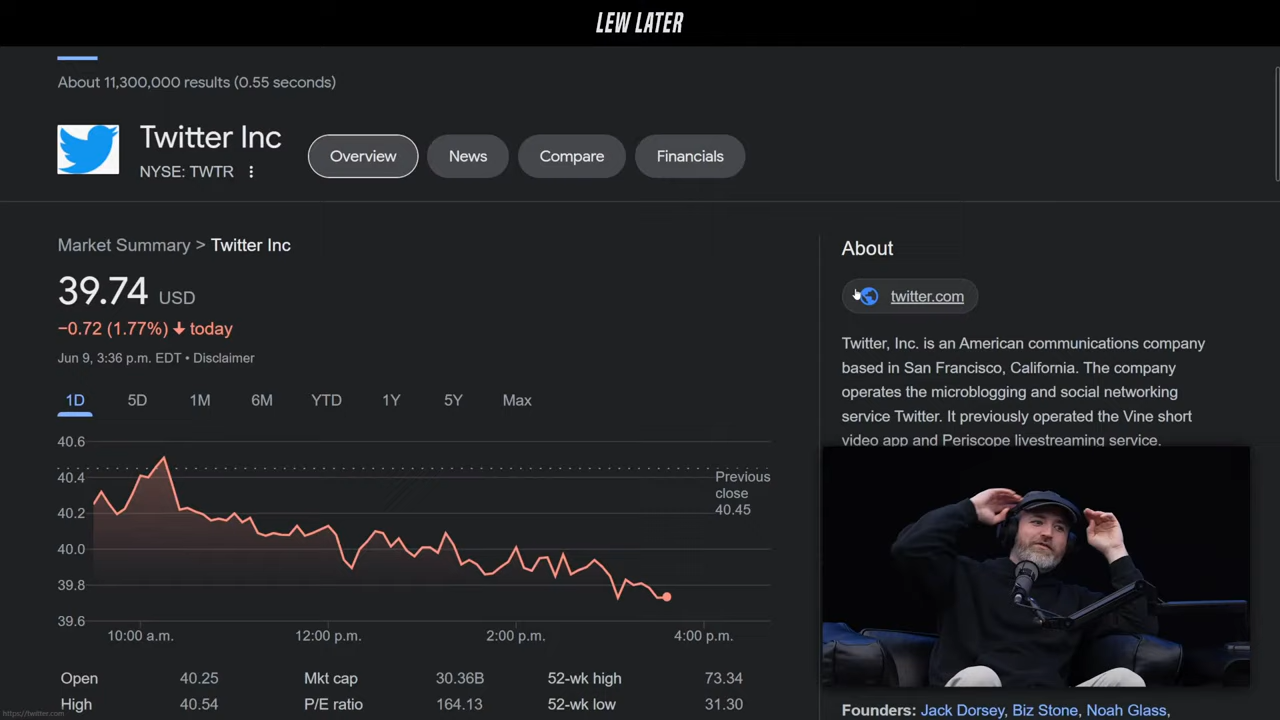 LEW LATER
About 11,300,000 results (0.55 seconds)
Twitter Inc
NYSE: TWTR
Overview
News
Compare
Financials
Market Summary > Twitter Inc
39.74 USD
−0.72 (1.77%) today
Jun 9, 3:36 p.m. EDT • Disclaimer
1D 5D 1M 6M YTD 1Y 5Y Max
40.6
40.4
40.2
40.0
39.8
39.6
Previous
close
40.45
10:00 a.m. 12:00 p.m. 2:00 p.m. 4:00 p.m.
Open 40.25 Mkt cap 30.36B 52-wk high 73.34
High 40.54 P/E ratio 164.13 52-wk low 31.30
About
twitter.com
Twitter, Inc. is an American communications company
based in San Francisco, California. The company
operates the microblogging and social networking
service Twitter. It previously operated the Vine short
video app and Periscope livestreaming service.
Founders: Jack Dorsey, Biz Stone, Noah Glass,
https://twitter.com